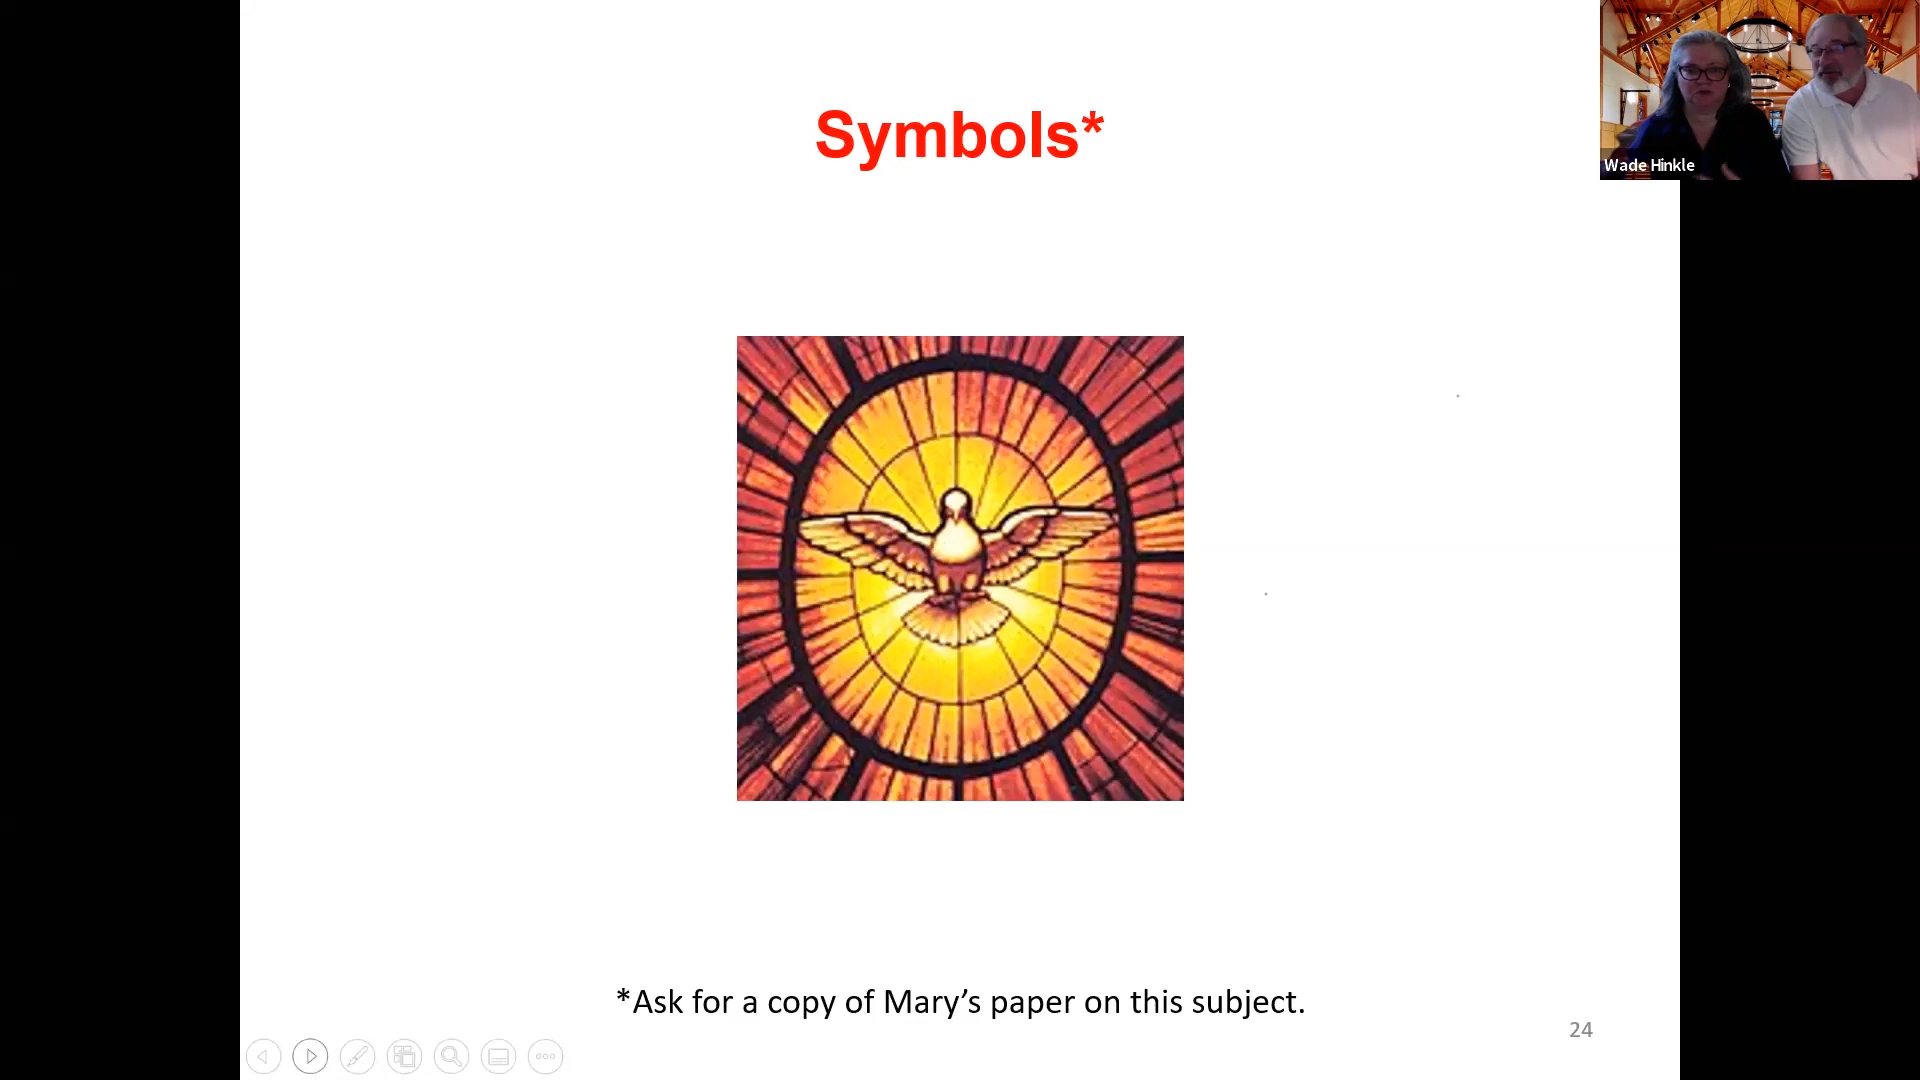 Symbols*
Wade Hinkle
*Ask for a copy of Mary’s paper on this subject.
24